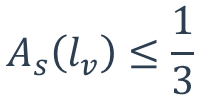 A_s(l_v) ≤ 1/3